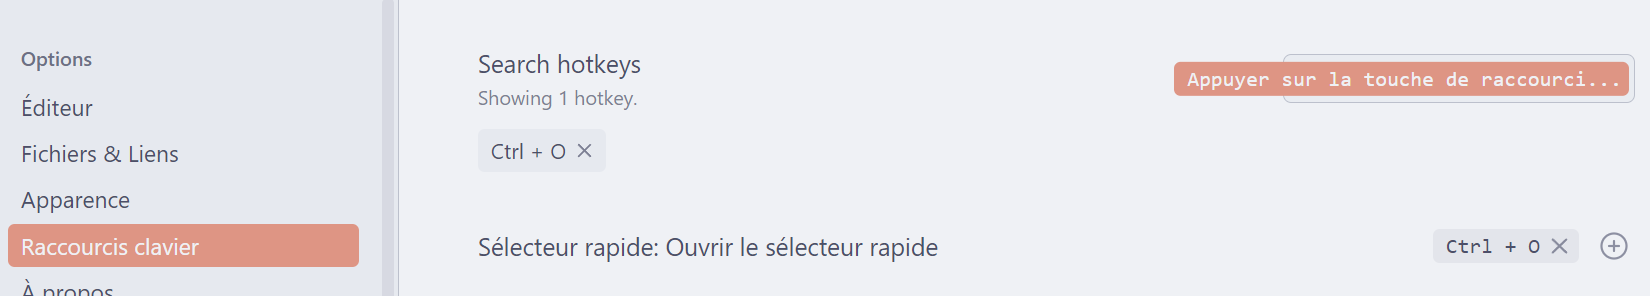 Options
Éditeur
Fichiers & Liens
Apparence
Raccourcis clavier
À propos
Search hotkeys
Showing 1 hotkey.
Appuyer sur la touche de raccourci...
Ctrl + O
Sélecteur rapide: Ouvrir le sélecteur rapide
Ctrl + O